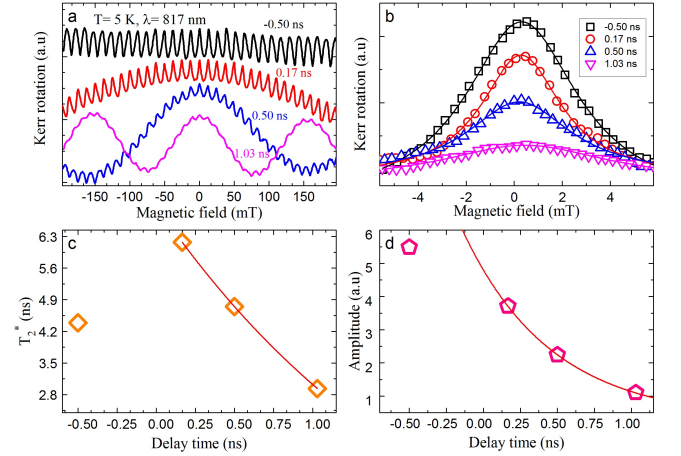 a
T= 5 K, λ= 817 nm
-0.50 ns
0.17 ns
0.50 ns
1.03 ns
Kerr rotation (a.u)
-150 -100 -50 0 50 100 150
Magnetic field (mT)
b
-0.50 ns
0.17 ns
0.50 ns
1.03 ns
Kerr rotation (a.u)
-4 -2 0 2 4
Magnetic field (mT)
c
T2* (ns)
6.3
5.6
4.9
4.2
3.5
2.8
-0.50 -0.25 0.00 0.25 0.50 0.75 1.00
Delay time (ns)
d
Amplitude (a.u)
6
5
4
3
2
1
-0.50 -0.25 0.00 0.25 0.50 0.75 1.00
Delay time (ns)